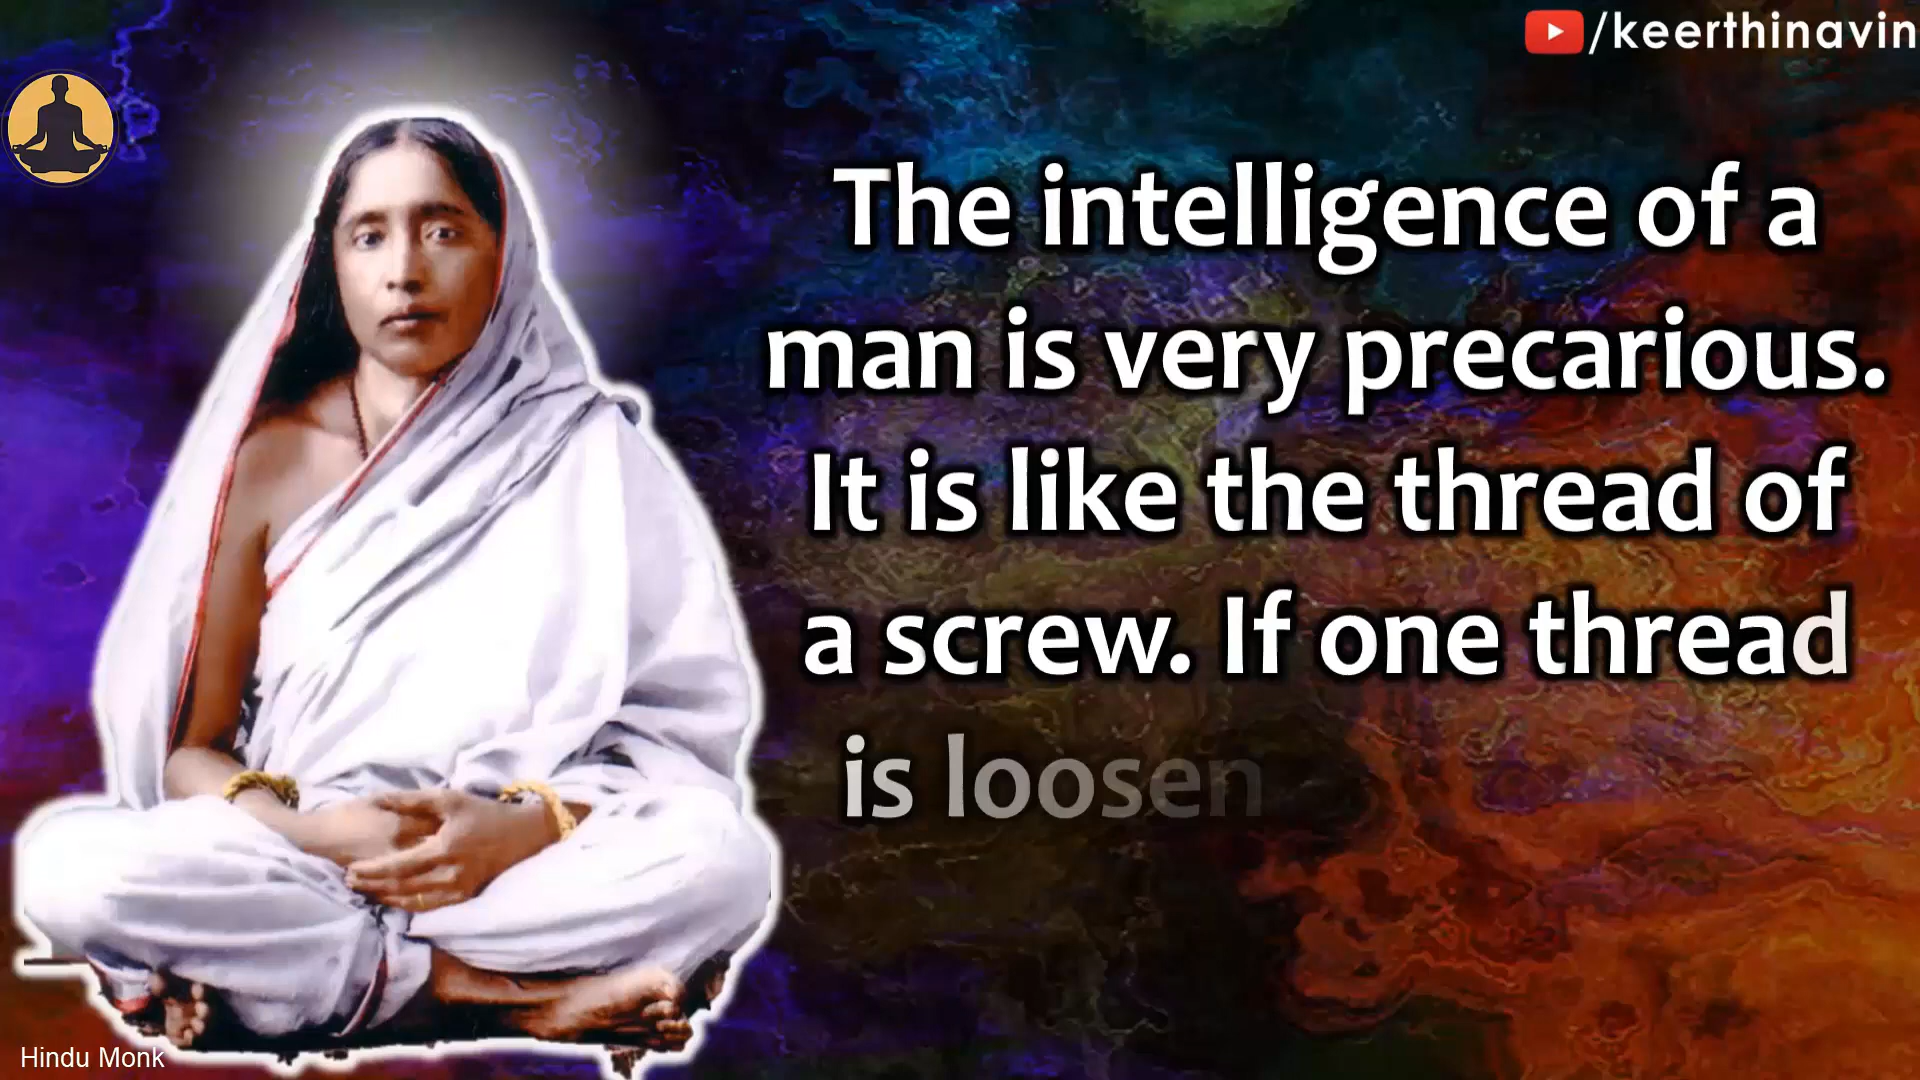 /keerthinavin
The intelligence of a
man is very precarious.
It is like the thread of
a screw. If one thread
is loosen
Hindu Monk